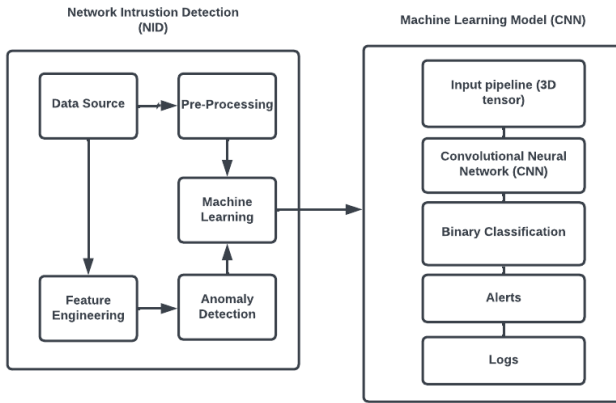 Network Intrustion Detection
(NID)
Machine Learning Model (CNN)
Data Source
Pre-Processing
Machine
Learning
Feature
Engineering
Anomaly
Detection
Input pipeline (3D
tensor)
Convolutional Neural
Network (CNN)
Binary Classification
Alerts
Logs